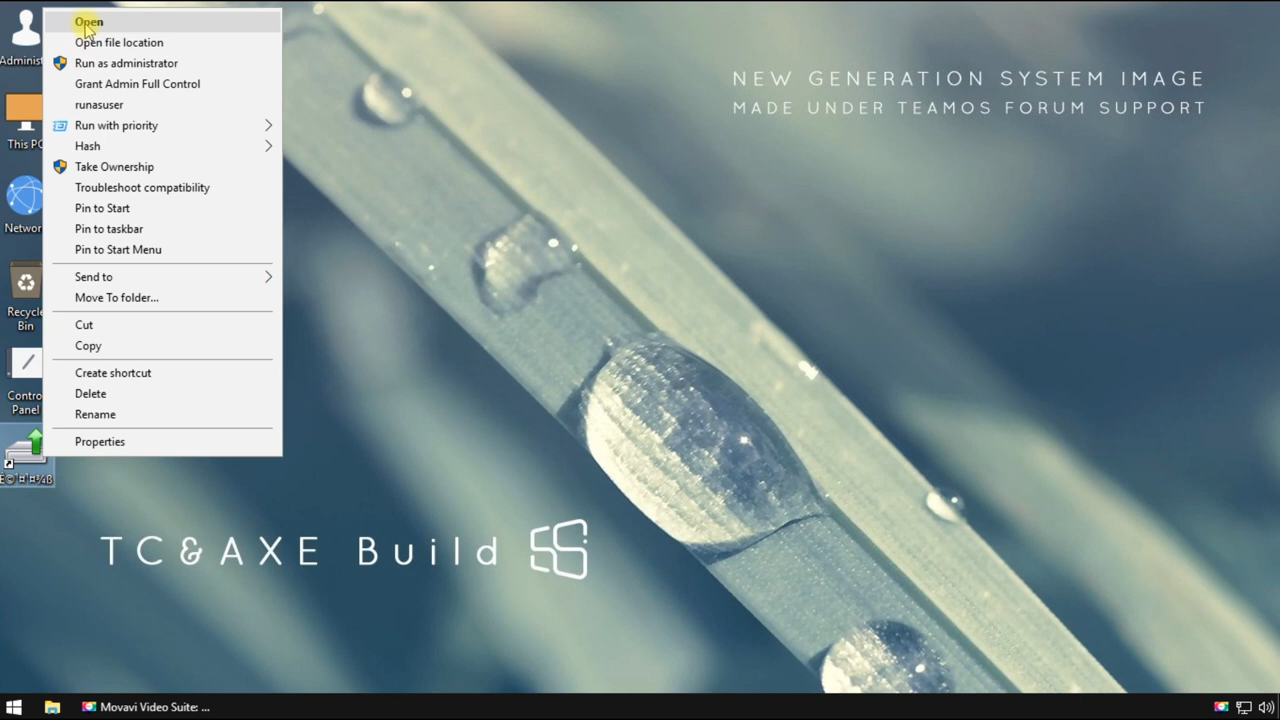 Open
Open file location
Run as administrator
Grant Admin Full Control
runasuser
Run with priority
Hash
Take Ownership
Troubleshoot compatibility
Pin to Start
Pin to taskbar
Pin to Start Menu
Send to
Move To folder...
Cut
Copy
Create shortcut
Delete
Rename
Properties
Administ
This PC
Networ
Recycle
Bin
Contro
Panel
NEW GENERATION SYSTEM IMAGE
MADE UNDER TEAMOS FORUM SUPPORT
TC&AXE Build
Movavi Video Suite: ...